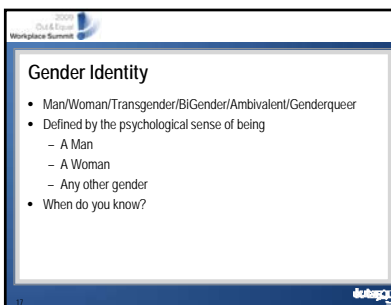 2009
Out & Equal
Workplace Summit
Gender Identity
• Man/Woman/Transgender/BiGender/Ambivalent/Genderqueer
• Defined by the psychological sense of being
– A Man
– A Woman
– Any other gender
• When do you know?
17